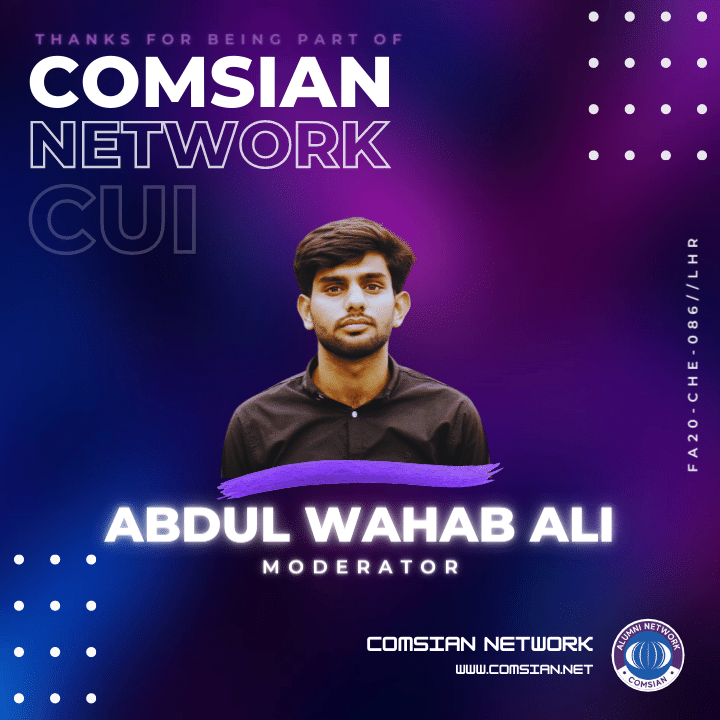 THANKS FOR BEING PART OF
COMSIAN
NETWORK
CUI
FA20-CHE-086//LHR
ABDUL WAHAB ALI
MODERATOR
COMSIAN NETWORK
WWW.COMSIAN.NET
ALUMNI NETWORK
COMSIAN